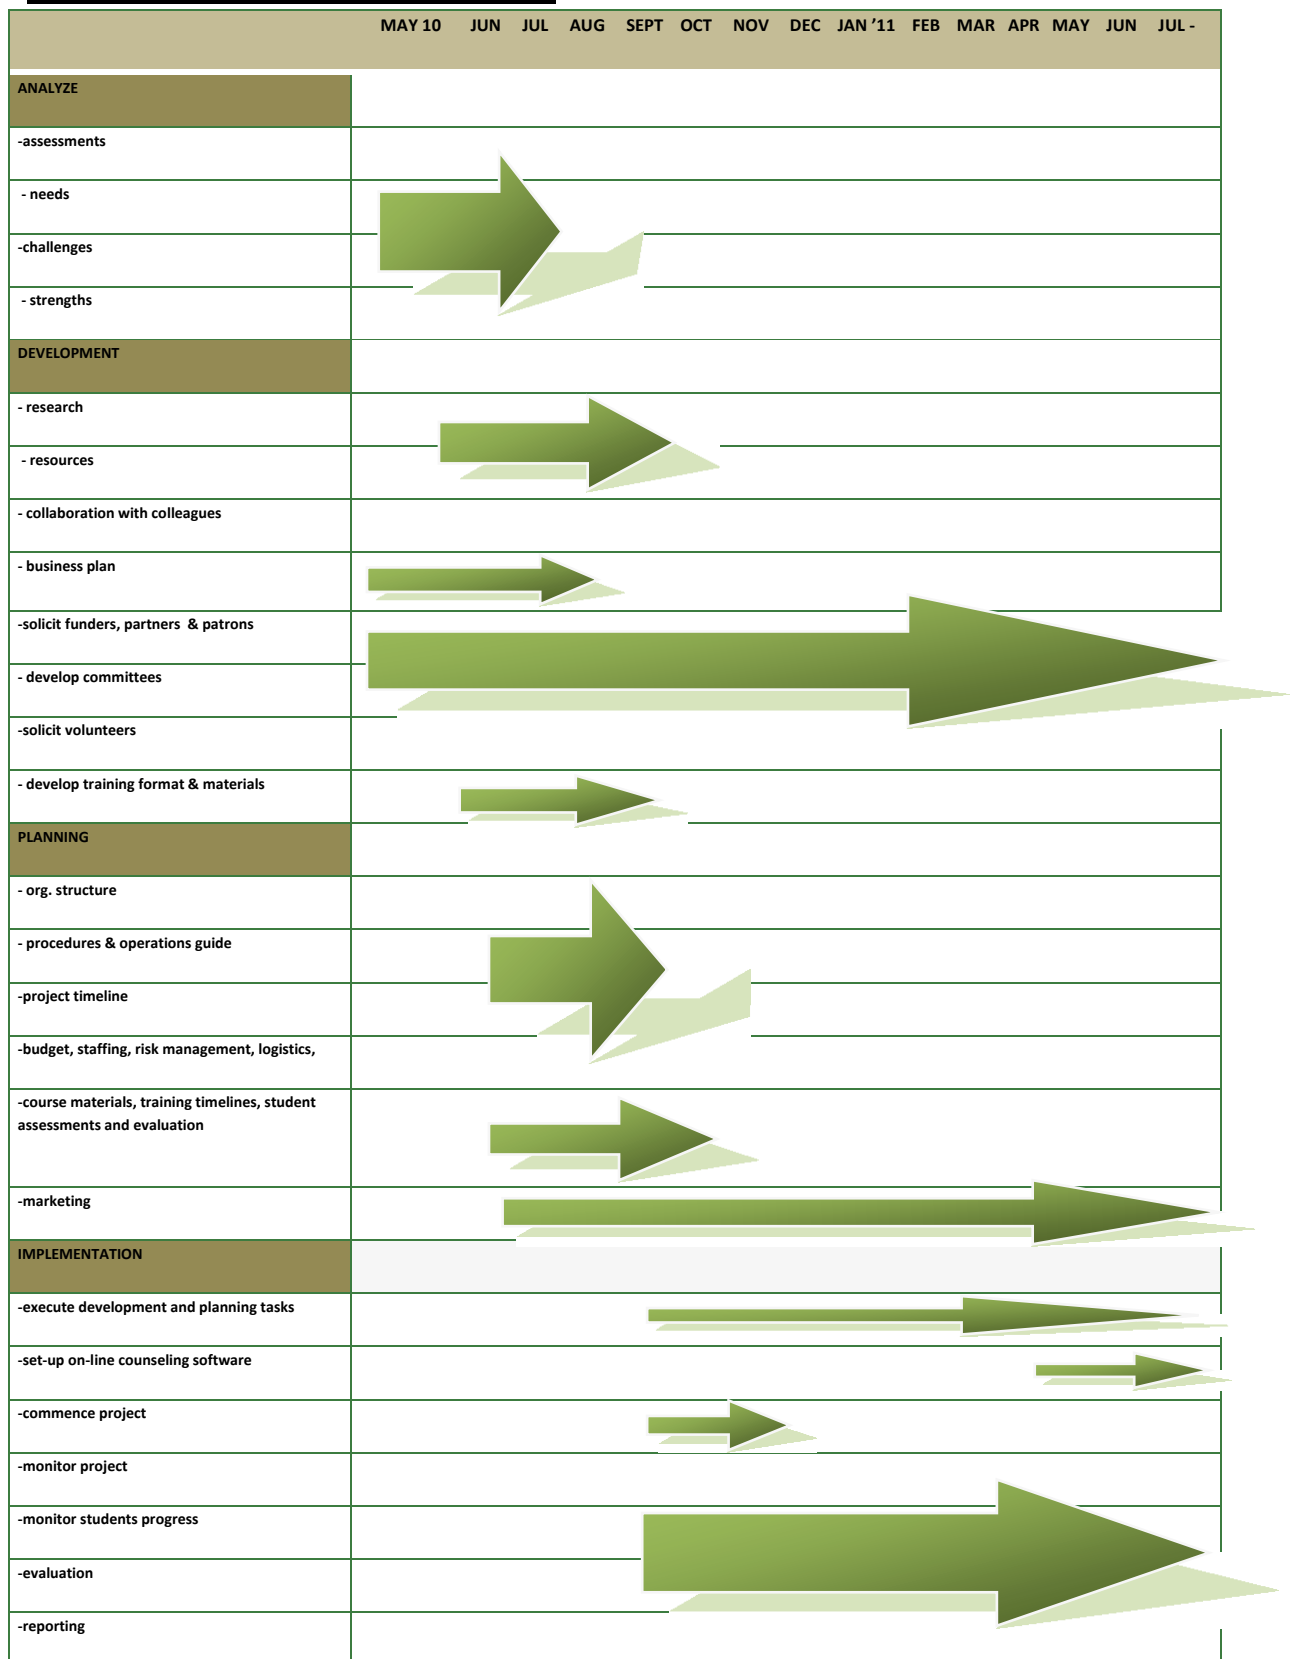 MAY 10 JUN JUL AUG SEPT OCT NOV DEC JAN ’11 FEB MAR APR MAY JUN JUL -
ANALYZE
-assessments
- needs
-challenges
- strengths
DEVELOPMENT
- research
- resources
- collaboration with colleagues
- business plan
-solicit funders, partners & patrons
- develop committees
-solicit volunteers
- develop training format & materials
PLANNING
- org. structure
- procedures & operations guide
-project timeline
-budget, staffing, risk management, logistics,
-course materials, training timelines, student
assessments and evaluation
-marketing
IMPLEMENTATION
-execute development and planning tasks
-set-up on-line counseling software
-commence project
-monitor project
-monitor students progress
-evaluation
-reporting